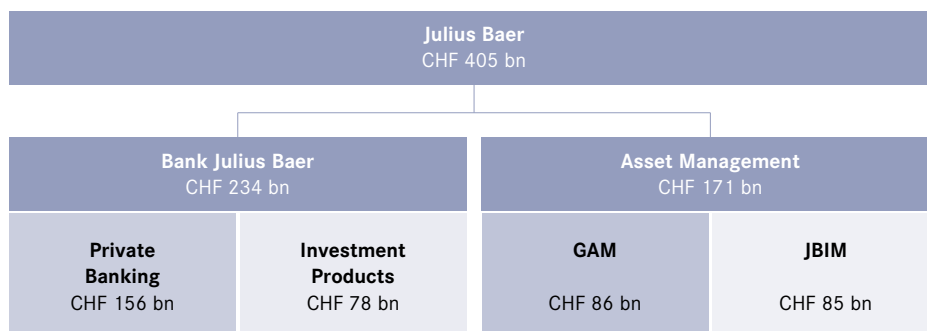 Julius Baer
CHF 405 bn
Bank Julius Baer
CHF 234 bn
Asset Management
CHF 171 bn
Private
Banking
CHF 156 bn
Investment
Products
CHF 78 bn
GAM
CHF 86 bn
JBIM
CHF 85 bn